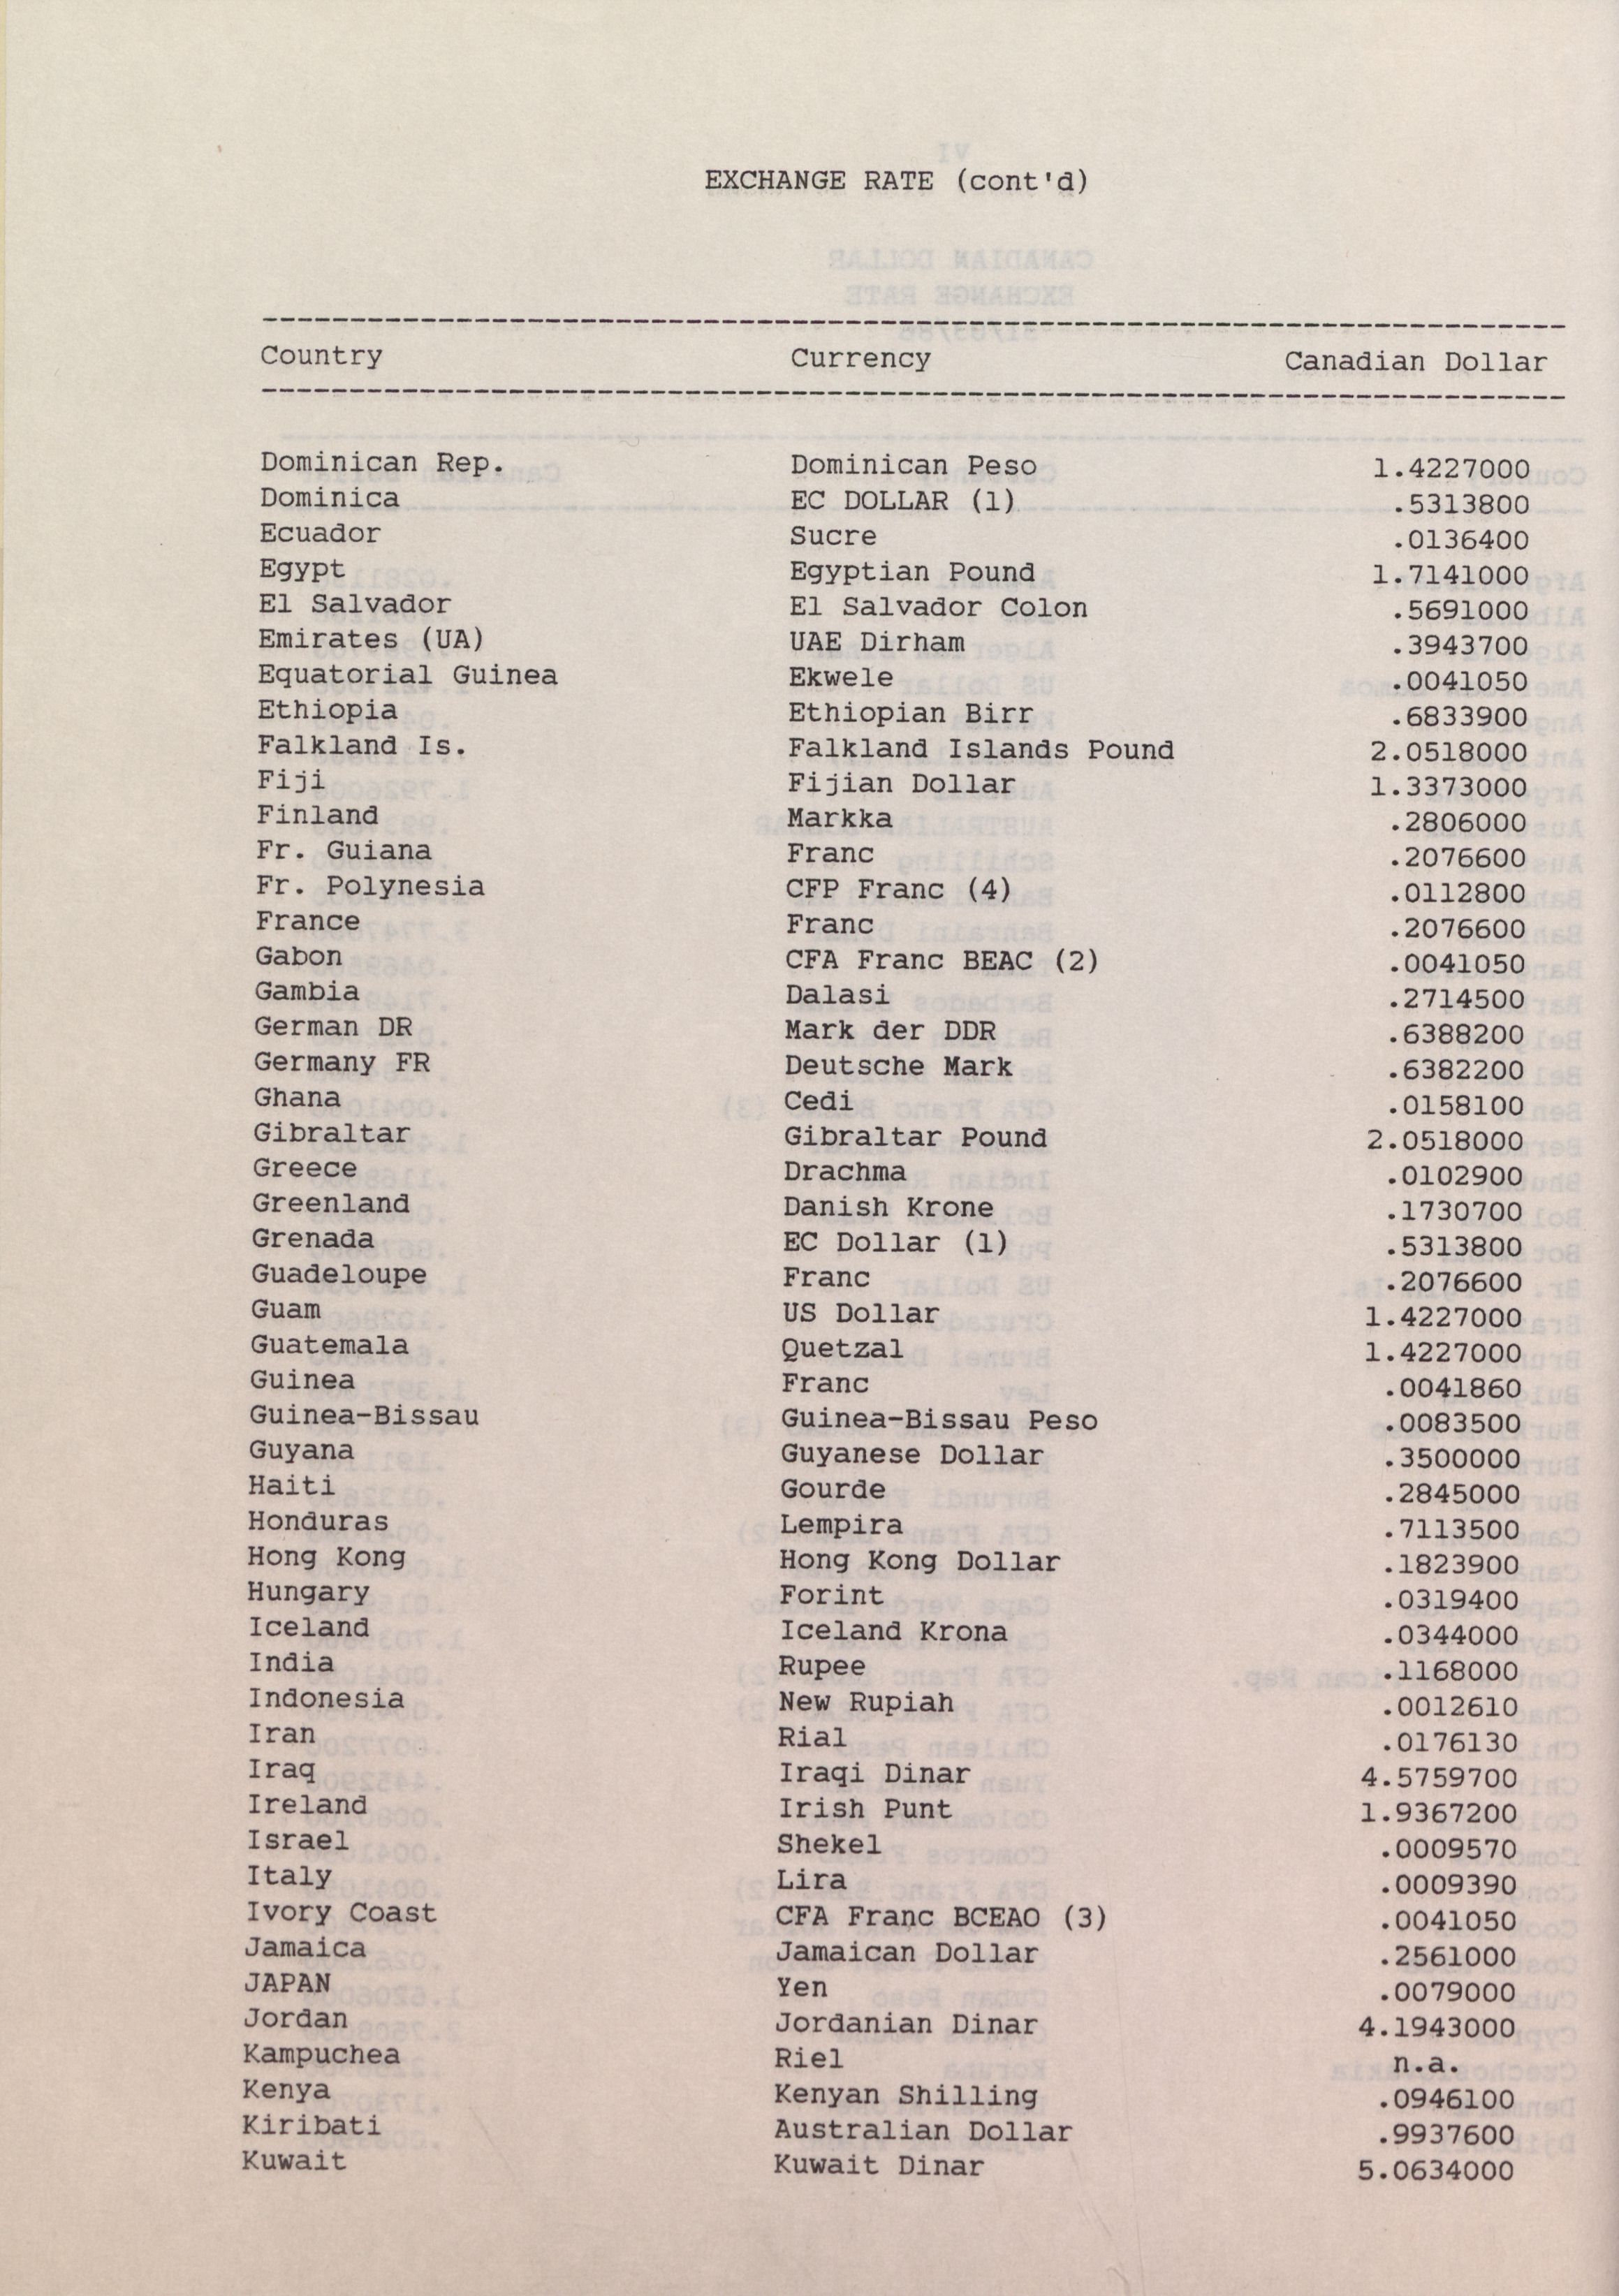 EXCHANGE RATE (cont'd)
Country Currency Canadian Dollar
Dominican Rep. Dominican Peso 1.4227000
Dominica EC DOLLAR (1) .5313800
Ecuador Sucre .0136400
Egypt Egyptian Pound 1.7141000
El Salvador El Salvador Colon .5691000
Emirates (UA) UAE Dirham .3943700
Equatorial Guinea Ekwele .0041050
Ethiopia Ethiopian Birr .6833900
Falkland Is. Falkland Islands Pound 2.0518000
Fiji Fijian Dollar 1.3373000
Finland Markka .2806000
Fr. Guiana Franc .2076600
Fr. Polynesia CFP Franc (4) .0112800
France Franc .2076600
Gabon CFA Franc BEAC (2) .0041050
Gambia Dalasi .2714500
German DR Mark der DDR .6388200
Germany FR Deutsche Mark .6382200
Ghana Cedi .0158100
Gibraltar Gibraltar Pound 2.0518000
Greece Drachma .0102900
Greenland Danish Krone .1730700
Grenada EC Dollar (1) .5313800
Guadeloupe Franc .2076600
Guam US Dollar 1.4227000
Guatemala Quetzal 1.4227000
Guinea Franc .0041860
Guinea-Bissau Guinea-Bissau Peso .0083500
Guyana Guyanese Dollar .3500000
Haiti Gourde .2845000
Honduras Lempira .7113500
Hong Kong Hong Kong Dollar .1823900
Hungary Forint .0319400
Iceland Iceland Krona .0344000
India Rupee .1168000
Indonesia New Rupiah .0012610
Iran Rial .0176130
Iraq Iraqi Dinar 4.5759700
Ireland Irish Punt 1.9367200
Israel Shekel .0009570
Italy Lira .0009390
Ivory Coast CFA Franc BCEAO (3) .0041050
Jamaica Jamaican Dollar .2561000
JAPAN Yen .0079000
Jordan Jordanian Dinar 4.1943000
Kampuchea Riel n.a.
Kenya Kenyan Shilling .0946100
Kiribati Australian Dollar .9937600
Kuwait Kuwait Dinar 5.0634000